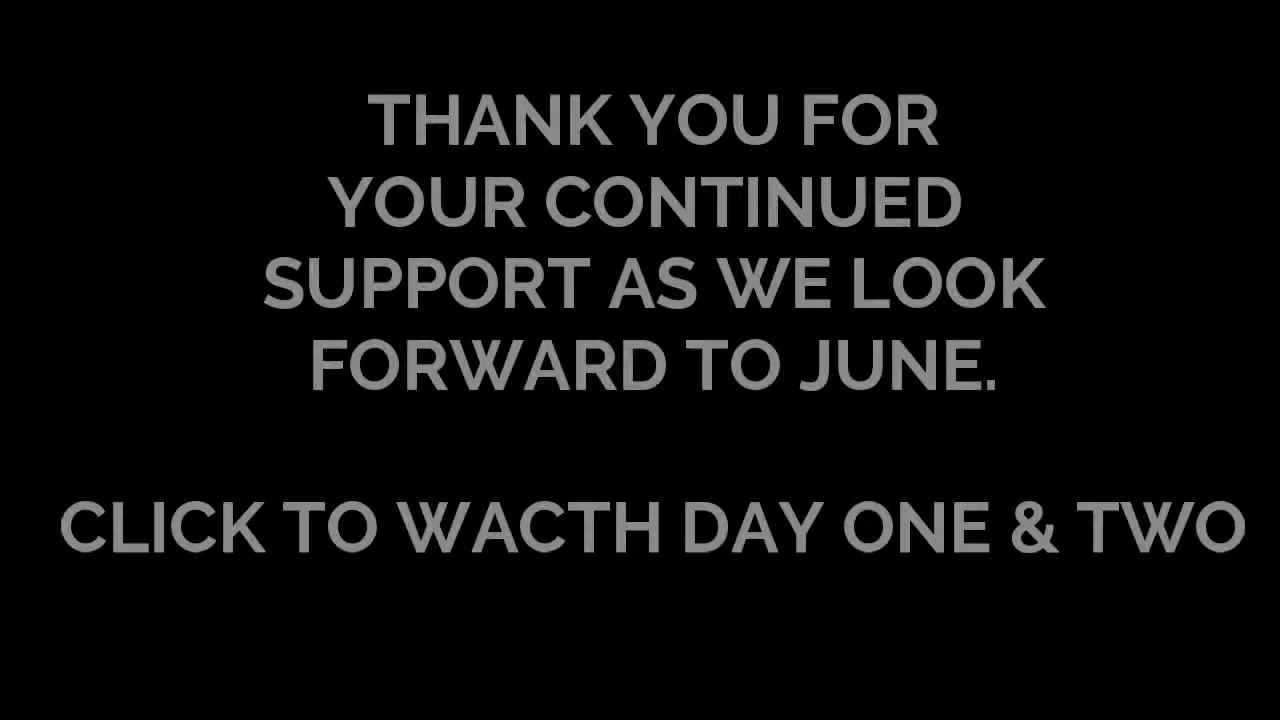 THANK YOU FOR
YOUR CONTINUED
SUPPORT AS WE LOOK
FORWARD TO JUNE.
CLICK TO WACTH DAY ONE & TWO